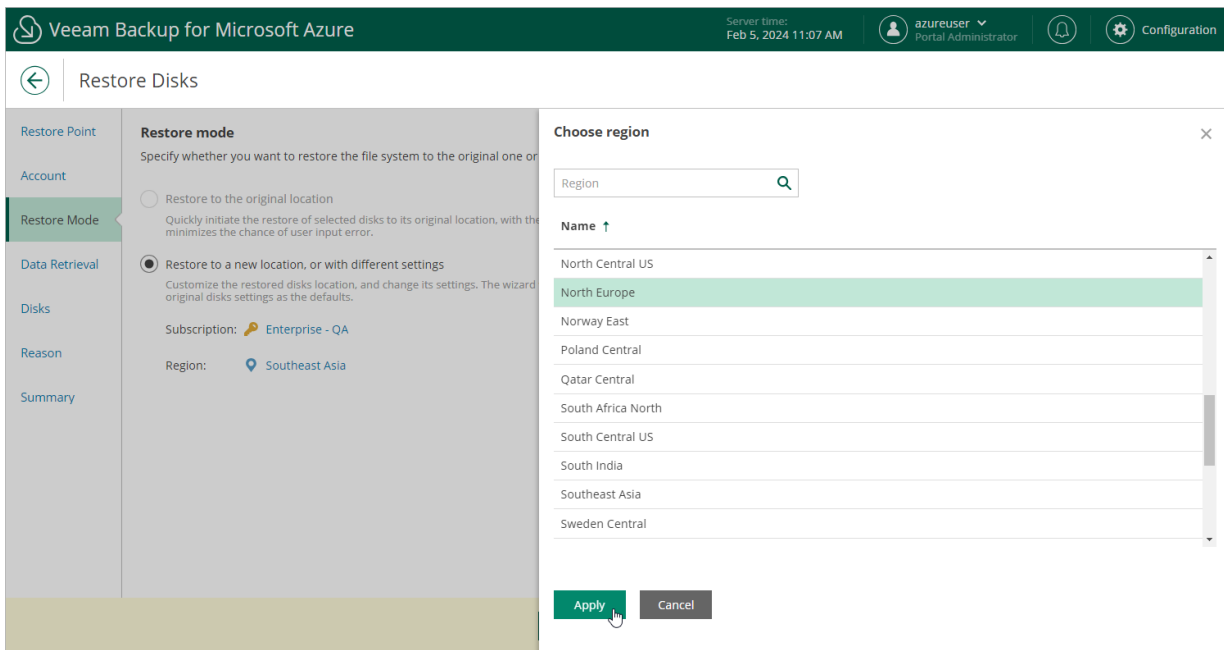 Veeam Backup for Microsoft Azure
Server time:
Feb 5, 2024 11:07 AM
azureuser
Portal Administrator
Configuration
Restore Disks
Restore Point
Account
Restore Mode
Data Retrieval
Disks
Reason
Summary
Restore mode
Specify whether you want to restore the file system to the original one or
Restore to the original location
Quickly initiate the restore of selected disks to its original location, with the
minimizes the chance of user input error.
Restore to a new location, or with different settings
Customize the restored disks location, and change its settings. The wizard
original disks settings as the defaults.
Subscription: Enterprise - QA
Region: Southeast Asia
Choose region
Region
Name ↑
North Central US
North Europe
Norway East
Poland Central
Qatar Central
South Africa North
South Central US
South India
Southeast Asia
Sweden Central
Apply
Cancel